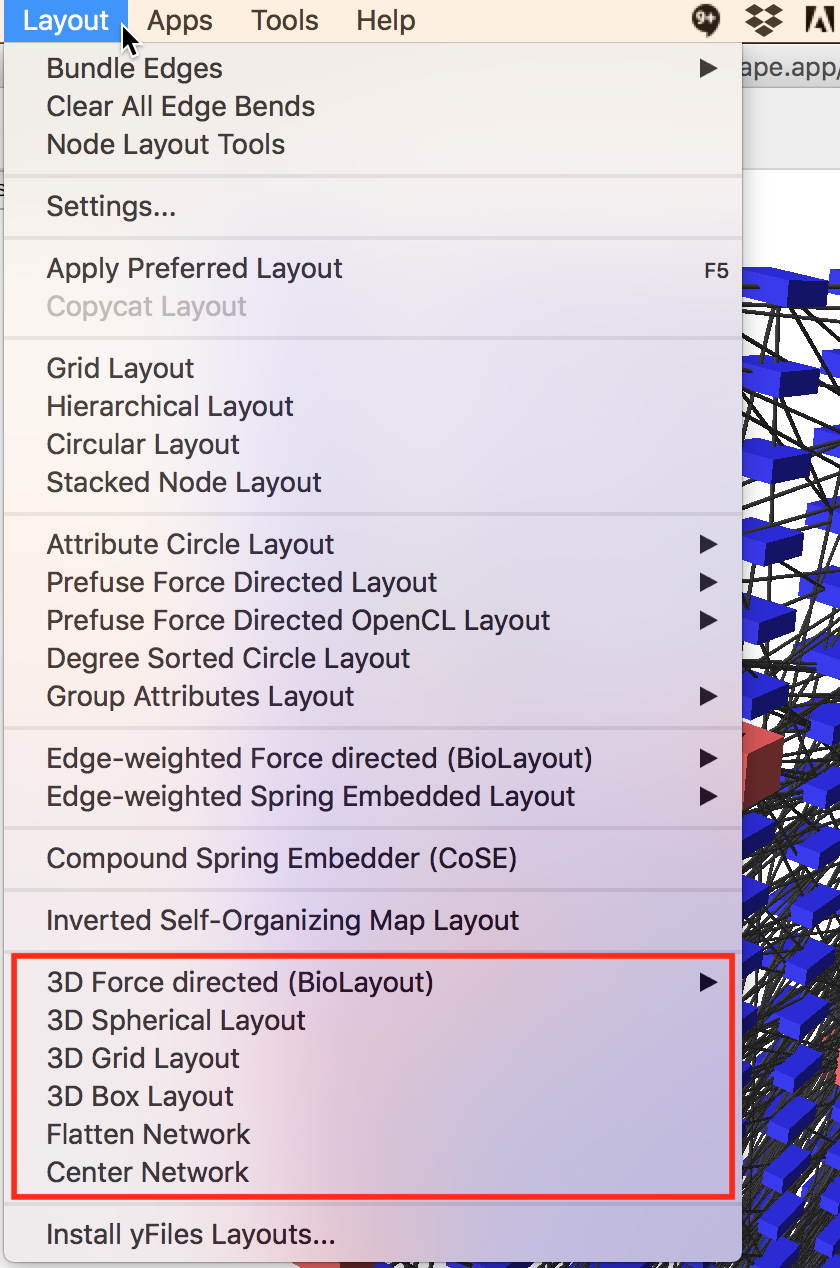 Layout Apps Tools Help 9+
ape.app/
Bundle Edges
Clear All Edge Bends
Node Layout Tools
Settings...
Apply Preferred Layout F5
Copycat Layout
Grid Layout
Hierarchical Layout
Circular Layout
Stacked Node Layout
Attribute Circle Layout
Prefuse Force Directed Layout
Prefuse Force Directed OpenCL Layout
Degree Sorted Circle Layout
Group Attributes Layout
Edge-weighted Force directed (BioLayout)
Edge-weighted Spring Embedded Layout
Compound Spring Embedder (CoSE)
Inverted Self-Organizing Map Layout
3D Force directed (BioLayout)
3D Spherical Layout
3D Grid Layout
3D Box Layout
Flatten Network
Center Network
Install yFiles Layouts...